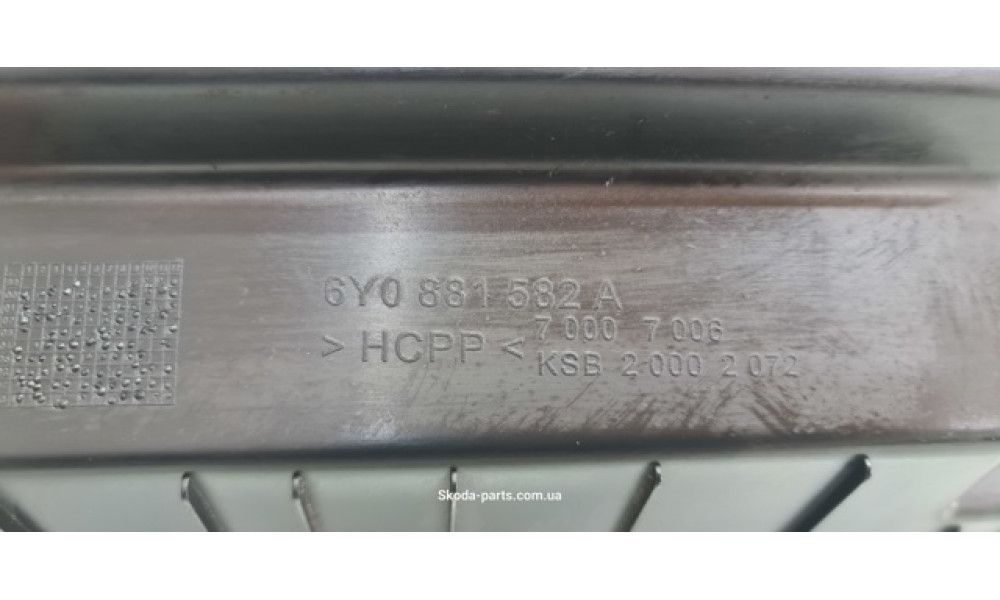 6Y0 881 582 A
7 000 7 006
> HCPP <
KSB 2 000 2 072
Skoda-parts.com.ua